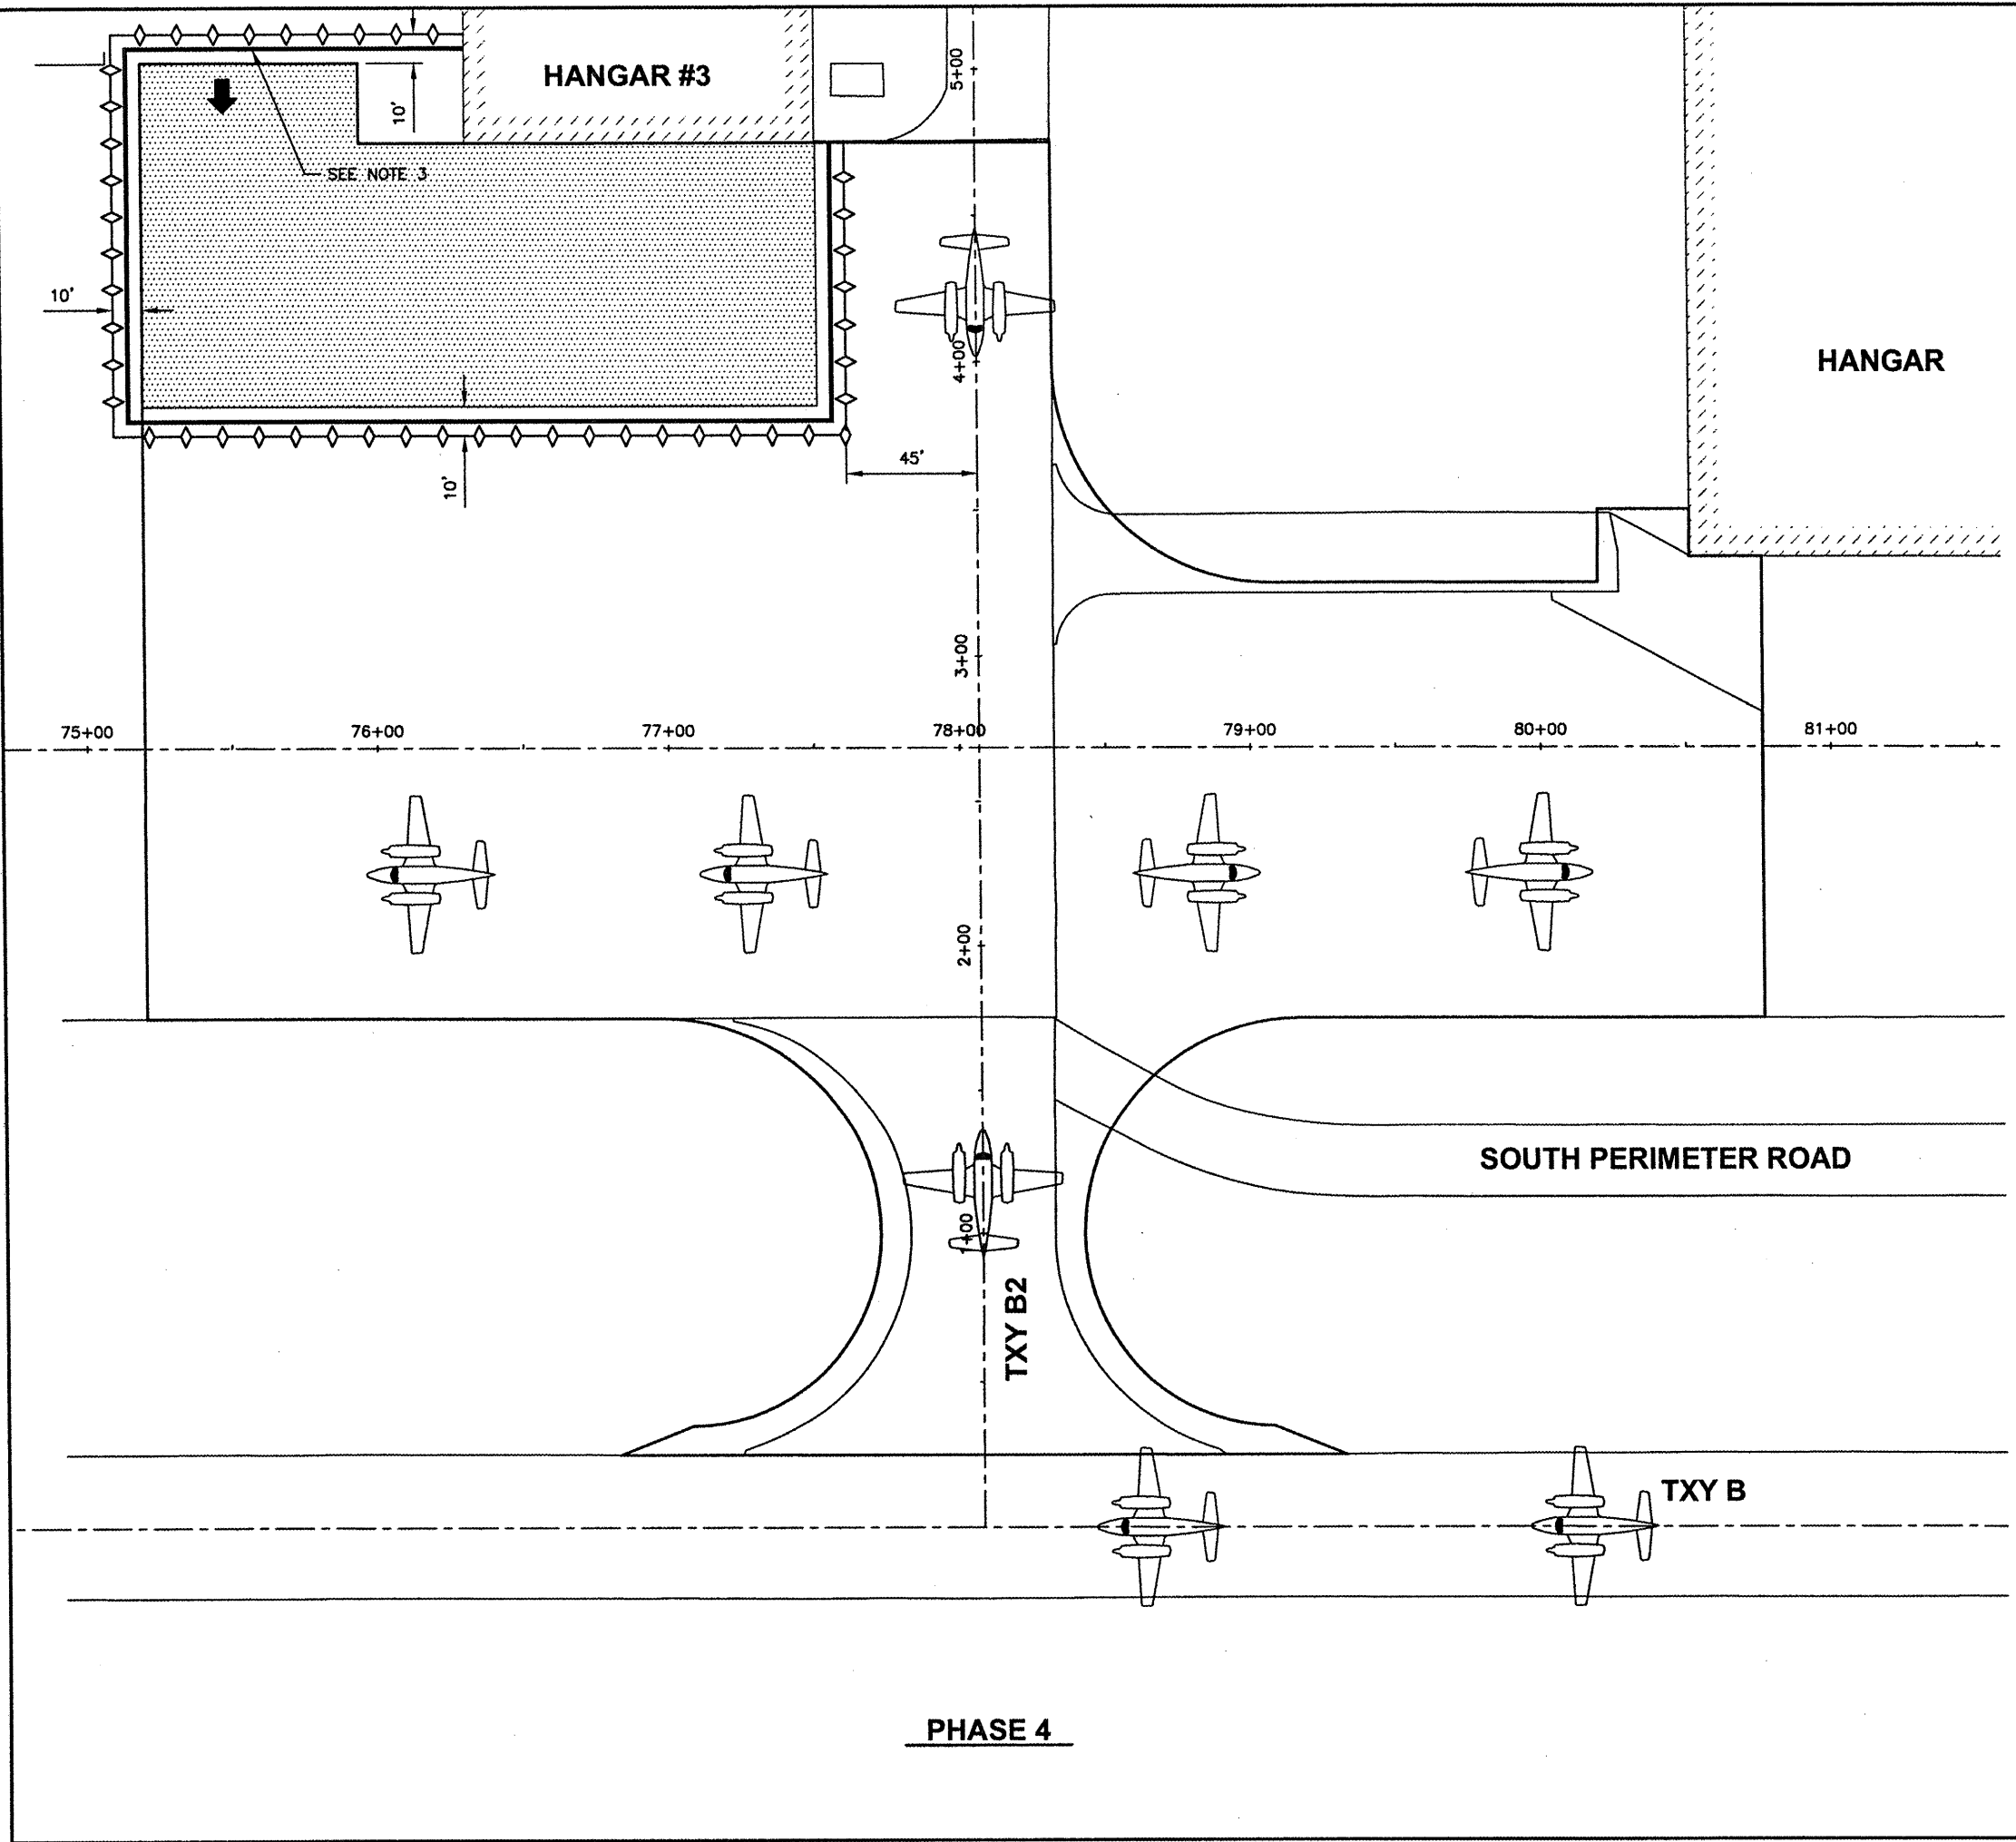 HANGAR #3
5+00
10'
SEE NOTE 3
10'
4+00
HANGAR
45'
10'
3+00
75+00
76+00
77+00
78+00
79+00
80+00
81+00
2+00
SOUTH PERIMETER ROAD
1+00
TXY B2
TXY B
PHASE 4